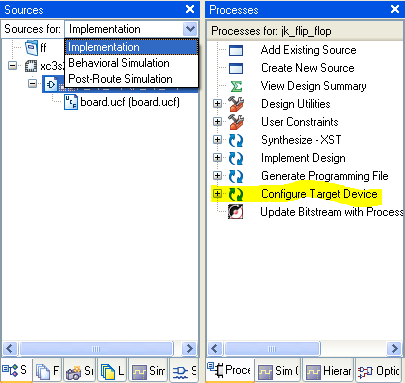 Sources
Sources for: Implementation
Implementation
Behavioral Simulation
Post-Route Simulation
ff
xc3s
board.ucf (board.ucf)
S
F
Si
L
Sim
S
Processes
Processes for: jk_flip_flop
Add Existing Source
Create New Source
View Design Summary
Design Utilities
User Constraints
Synthesize - XST
Implement Design
Generate Programming File
Configure Target Device
Update Bitstream with Process
Proce
Sim
Hierar
Optio